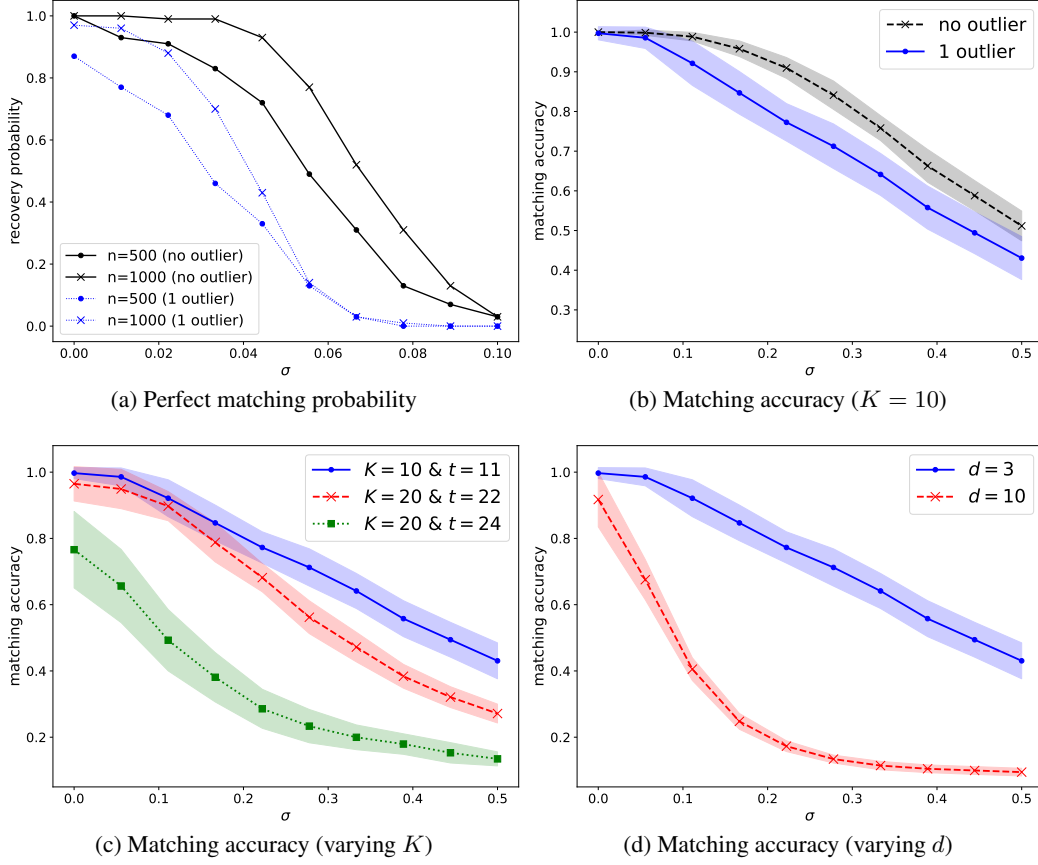 1.0
0.8
0.6
0.4
0.2
0.0
recovery probability
n=500 (no outlier)
n=1000 (no outlier)
n=500 (1 outlier)
n=1000 (1 outlier)
0.00 0.02 0.04 0.06 0.08 0.10
σ
(a) Perfect matching probability
1.0
0.9
0.8
0.7
0.6
0.5
0.4
0.3
matching accuracy
no outlier
1 outlier
0.0 0.1 0.2 0.3 0.4 0.5
σ
(b) Matching accuracy (K = 10)
1.0
0.8
0.6
0.4
0.2
matching accuracy
K = 10 & t = 11
K = 20 & t = 22
K = 20 & t = 24
0.0 0.1 0.2 0.3 0.4 0.5
σ
(c) Matching accuracy (varying K)
1.0
0.8
0.6
0.4
0.2
matching accuracy
d = 3
d = 10
0.0 0.1 0.2 0.3 0.4 0.5
σ
(d) Matching accuracy (varying d)